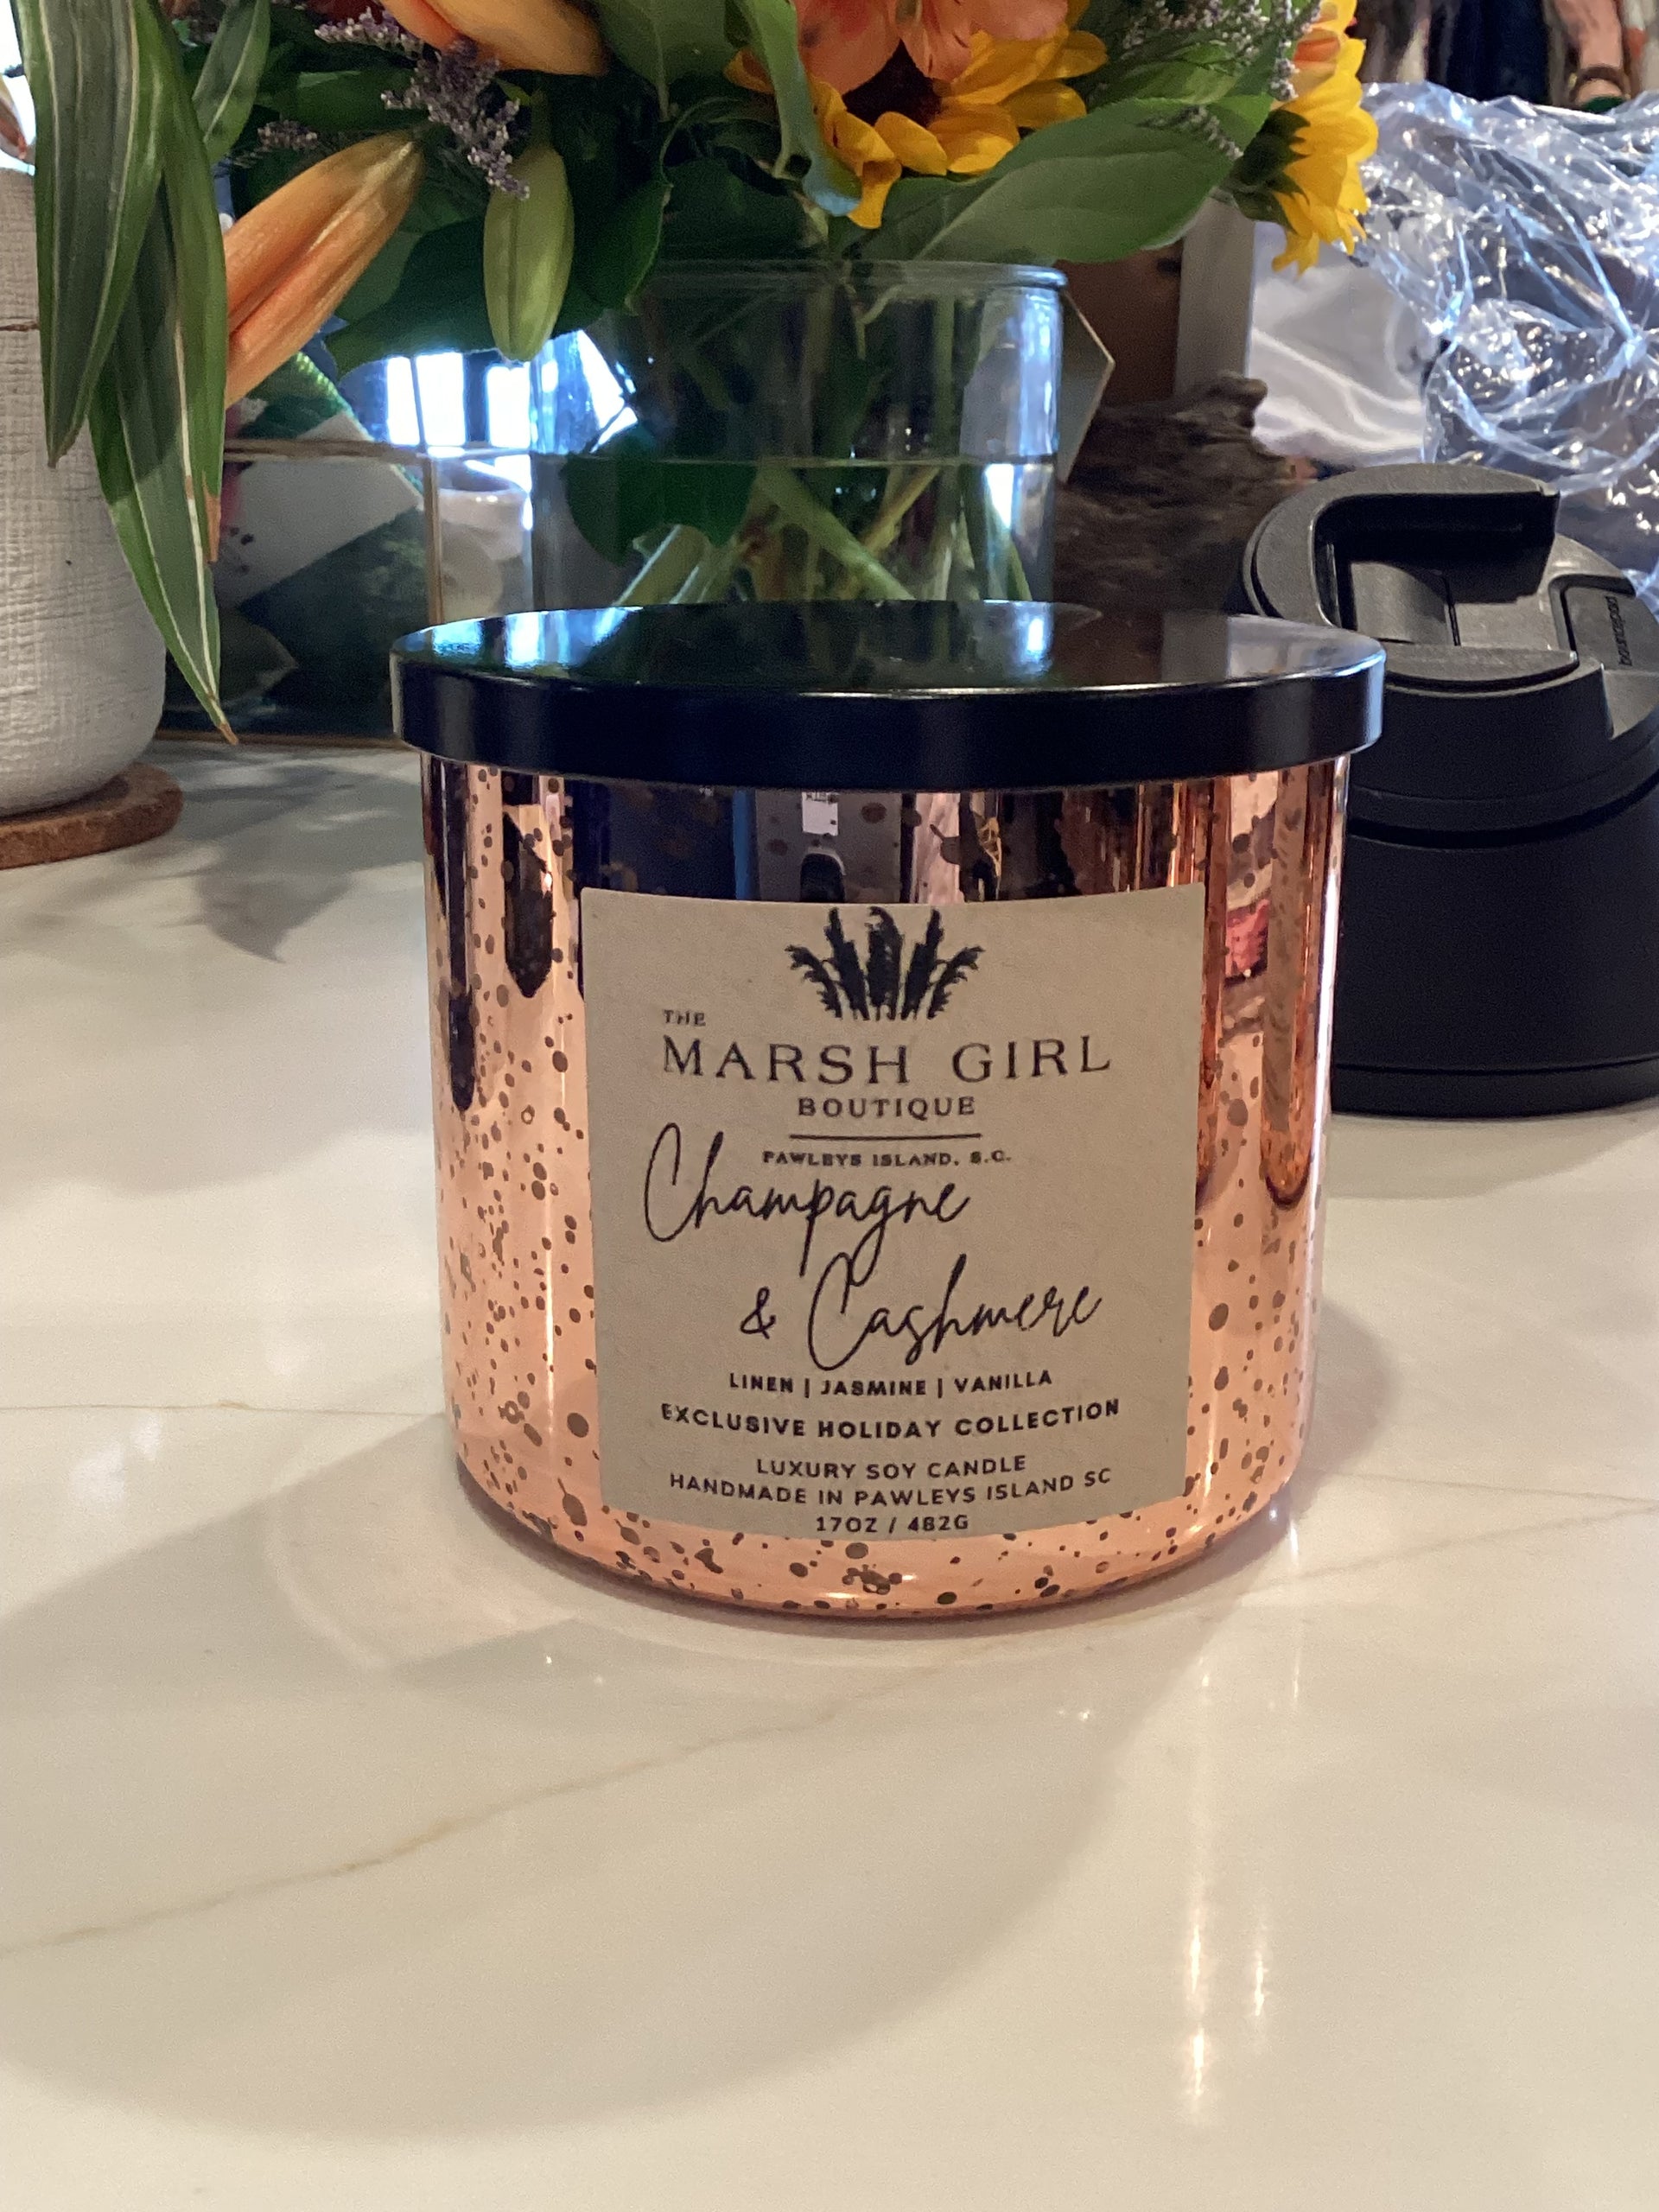 THE
MARSH GIRL
BOUTIQUE
PAWLEYS ISLAND, S.C.
Champagne
& Cashmere
LINEN | JASMINE | VANILLA
EXCLUSIVE HOLIDAY COLLECTION
LUXURY SOY CANDLE
HANDMADE IN PAWLEYS ISLAND SC
17OZ / 482G